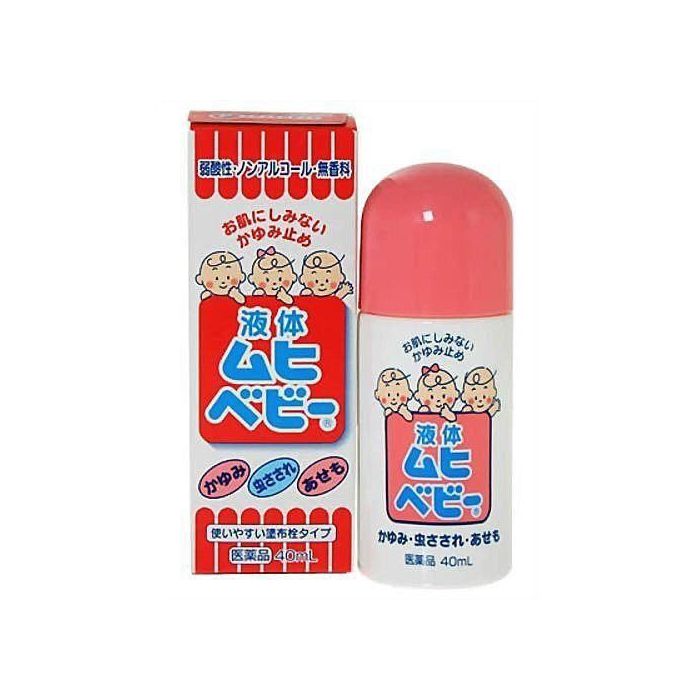 弱酸性・ノンアルコール・無香料
お肌にしみない
かゆみ止め
液体
ムヒ
ベビー®
かゆみ
虫さされ
あせも
使いやすい塗布栓タイプ
医薬品 40mL
お肌にしみない
かゆみ止め
液体
ムヒ
ベビー®
かゆみ・虫さされ・あせも
医薬品 40mL